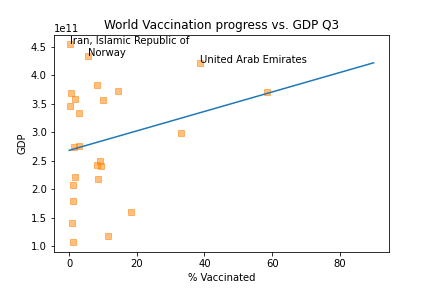 World Vaccination progress vs. GDP Q3
1e11
Iran, Islamic Republic of
Norway
United Arab Emirates
4.5
4.0
3.5
3.0
2.5
2.0
1.5
1.0
GDP
0 20 40 60 80
% Vaccinated